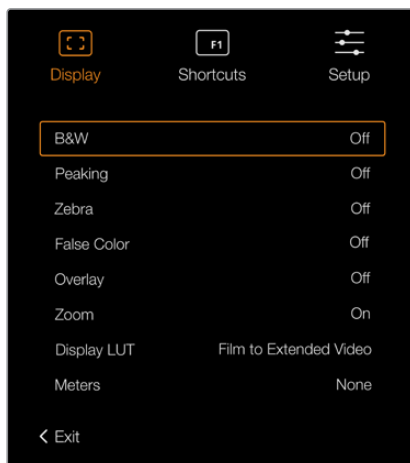 F1
Display Shortcuts Setup
B&W Off
Peaking Off
Zebra Off
False Color Off
Overlay Off
Zoom On
Display LUT Film to Extended Video
Meters None
Exit